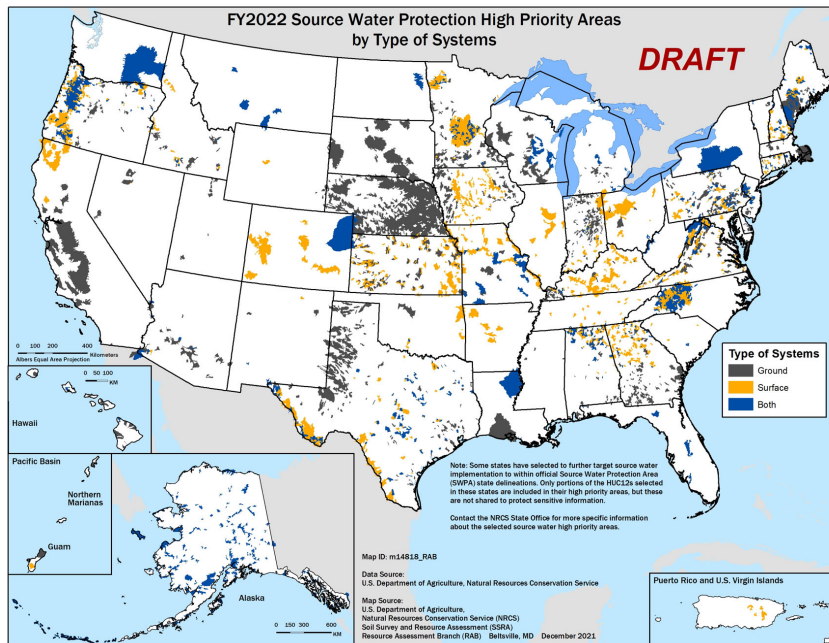 FY2022 Source Water Protection High Priority Areas
by Type of Systems
DRAFT
0 100 200 400
Kilometers
Albers Equal Area Projection
Type of Systems
Ground
Surface
Both
0 50 100
KM
Hawaii
Pacific Basin
Northern
Marianas
Guam
Alaska
0 150 300 600
KM
Note: Some states have selected to further target source water
implementation to within official Source Water Protection Area
(SWPA) state delineations. Only portions of the HUC12s selected
in these states are included in their high priority areas, but these
are not shared to protect sensitive information.
Contact the NRCS State Office for more specific information
about the selected source water high priority areas.
Map ID: m14818_RAB
Data Source:
U.S. Department of Agriculture, Natural Resources Conservation Service
Map Source:
U.S. Department of Agriculture,
Natural Resources Conservation Service (NRCS)
Soil Survey and Resource Assessment (SSRA)
Resource Assessment Branch (RAB) Beltsville, MD December 2021
Puerto Rico and U.S. Virgin Islands